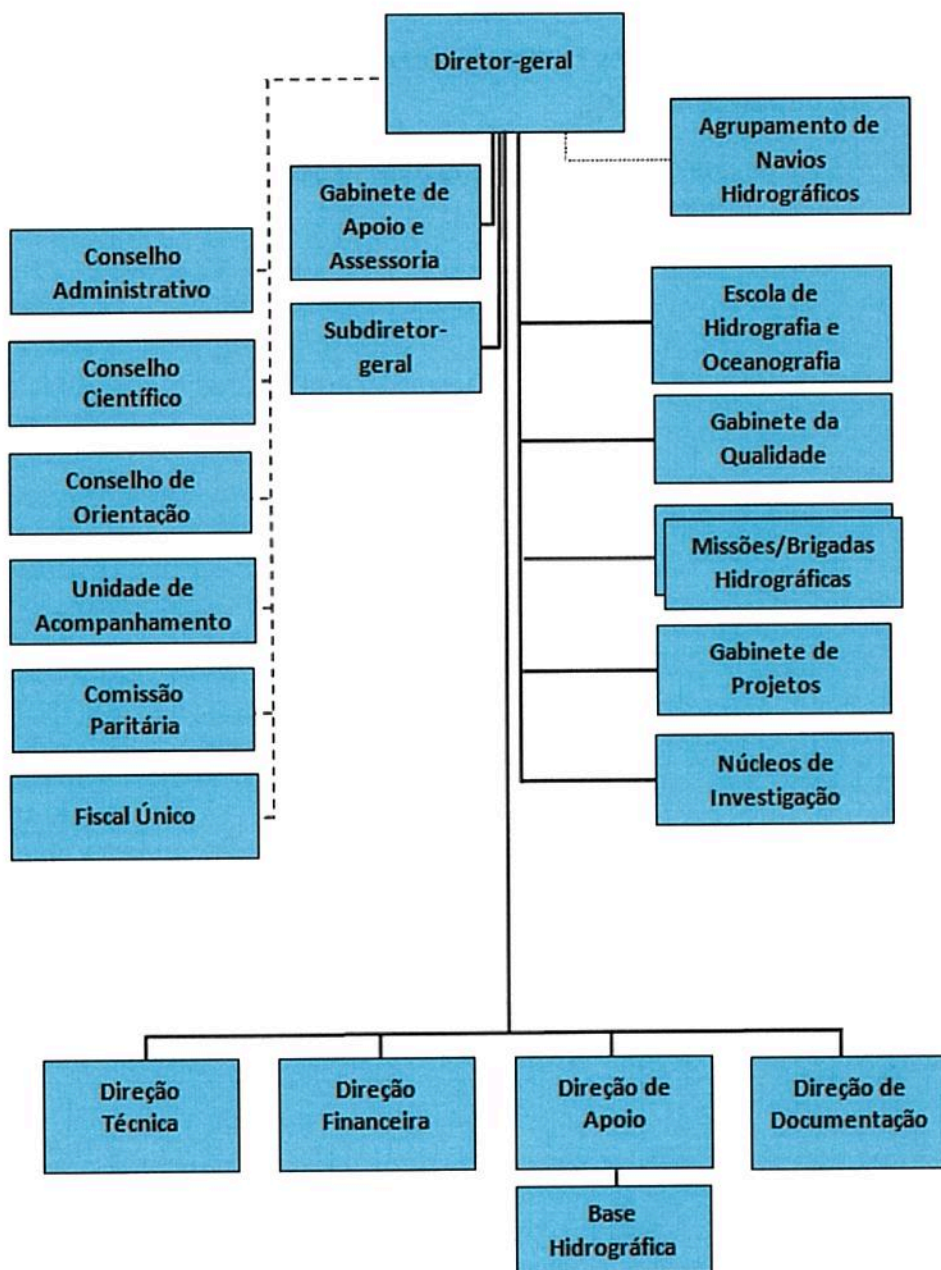 Diretor-geral
Agrupamento de
Navios
Hidrográficos
Gabinete de
Apoio e
Assessoria
Subdiretor-
geral
Conselho
Administrativo
Conselho
Científico
Conselho de
Orientação
Unidade de
Acompanhamento
Comissão
Paritária
Fiscal Único
Escola de
Hidrografia e
Oceanografia
Gabinete da
Qualidade
Missões/Brigadas
Hidrográficas
Gabinete de
Projetos
Núcleos de
Investigação
Direção
Técnica
Direção
Financeira
Direção de
Apoio
Direção de
Documentação
Base
Hidrográfica